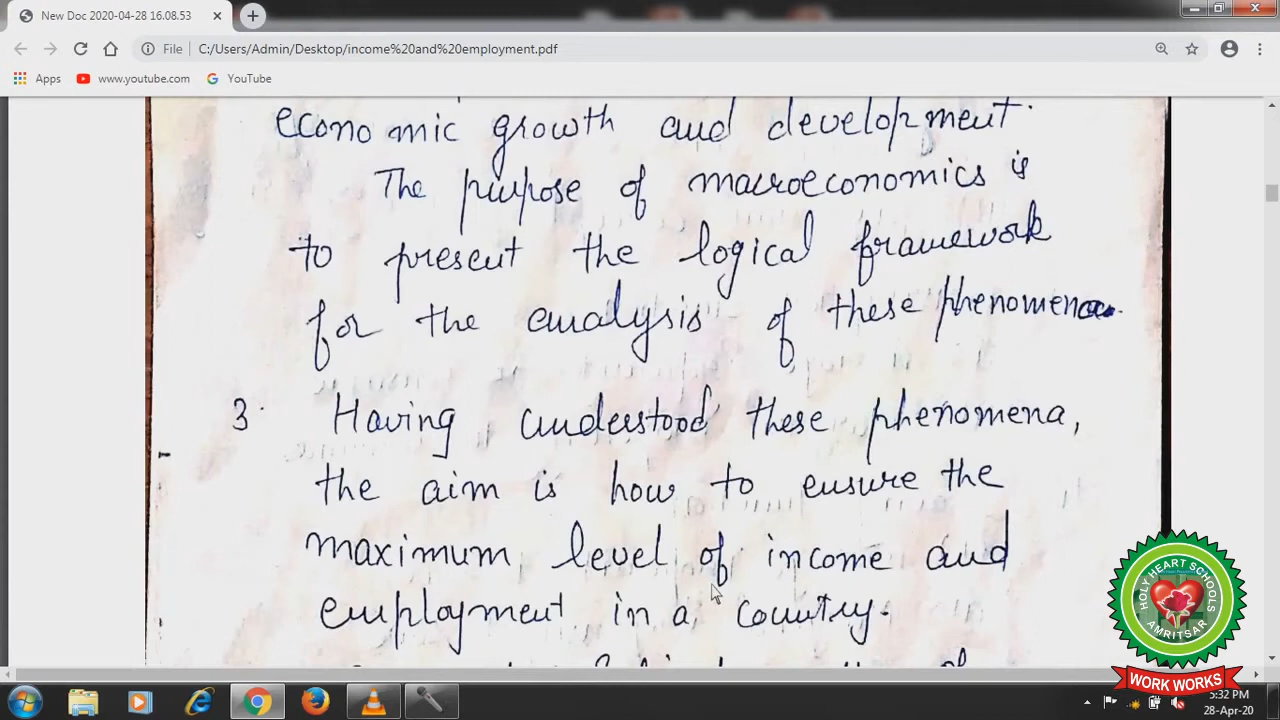 New Doc 2020-04-28 16.08.53
File C:/Users/Admin/Desktop/income%20and%20employment.pdf
Apps www.youtube.com YouTube
economic growth and development.
The purpose of macroeconomics is
to present the logical framework
for the analysis of these phenomena.
3. Having understood these phenomena,
the aim is how to ensure the
maximum level of income and
employment in a country.
HOLY HEART SCHOOLS
AMRITSAR
WORK WORKS
5:32 PM
28-Apr-20